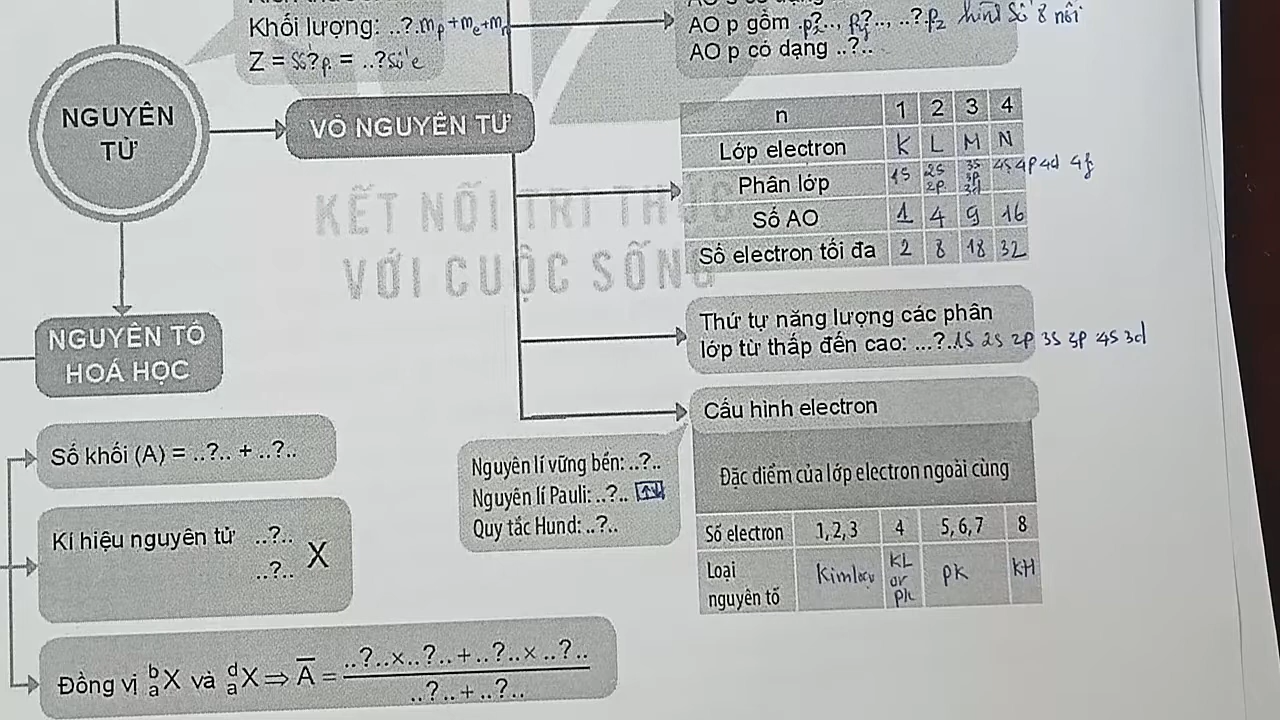 Khối lượng: ..?. mp + me + mn
Z = Số?p = ..?Số e
AO p gồm .p?x.., p?y.., ..?.pz hình số 8 nổi
AO p có dạng ..?..
NGUYÊN
TỬ
VỎ NGUYÊN TỬ
n 1 2 3 4
Lớp electron K L M N
Phân lớp 1s 2s 2p 3s 3p 3d 4s 4p 4d 4f
Số AO 1 4 9 16
Số electron tối đa 2 8 18 32
KẾT NỐI TRI THỨC
VỚI CUỘC SỐNG
NGUYÊN TỐ
HOÁ HỌC
Thứ tự năng lượng các phân
lớp từ thấp đến cao: ...?. 1s 2s 2p 3s 3p 4s 3d
Cấu hình electron
Số khối (A) = ..?.. + ..?..
Nguyên lí vững bền: ..?..
Nguyên lí Pauli: ..?.. ↑↓
Quy tắc Hund: ..?..
Đặc điểm của lớp electron ngoài cùng
Số electron 1, 2, 3 4 5, 6, 7 8
Loại
nguyên tố Kim loại KL or PK PK KH
Kí hiệu nguyên tử ..?..
..?.. X
Đồng vị b a X và d a X ⇒ A̅ = ..?..×..?.. + ..?..× ..?..
..?.. + ..?..